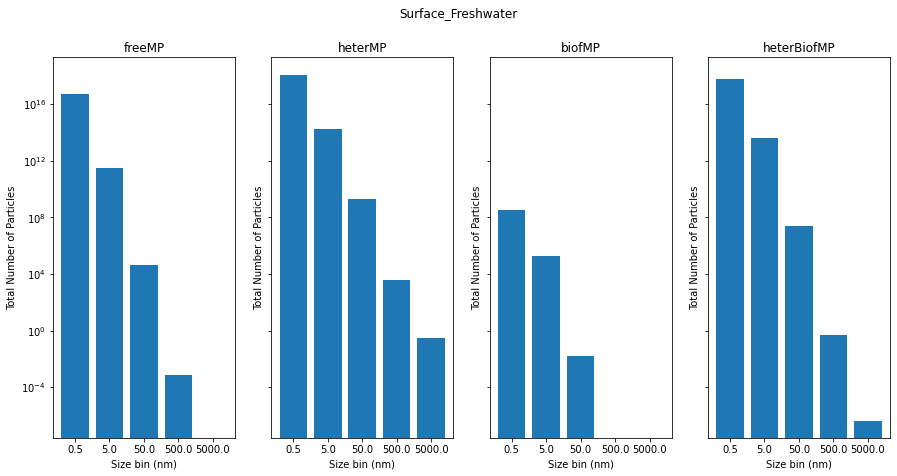 Surface_Freshwater
freeMP
heterMP
biofMP
heterBiofMP
Total Number of Particles
10^16
10^12
10^8
10^4
10^0
10^−4
Total Number of Particles
Total Number of Particles
Total Number of Particles
0.5 5.0 50.0 500.0 5000.0
0.5 5.0 50.0 500.0 5000.0
0.5 5.0 50.0 500.0 5000.0
0.5 5.0 50.0 500.0 5000.0
Size bin (nm)
Size bin (nm)
Size bin (nm)
Size bin (nm)